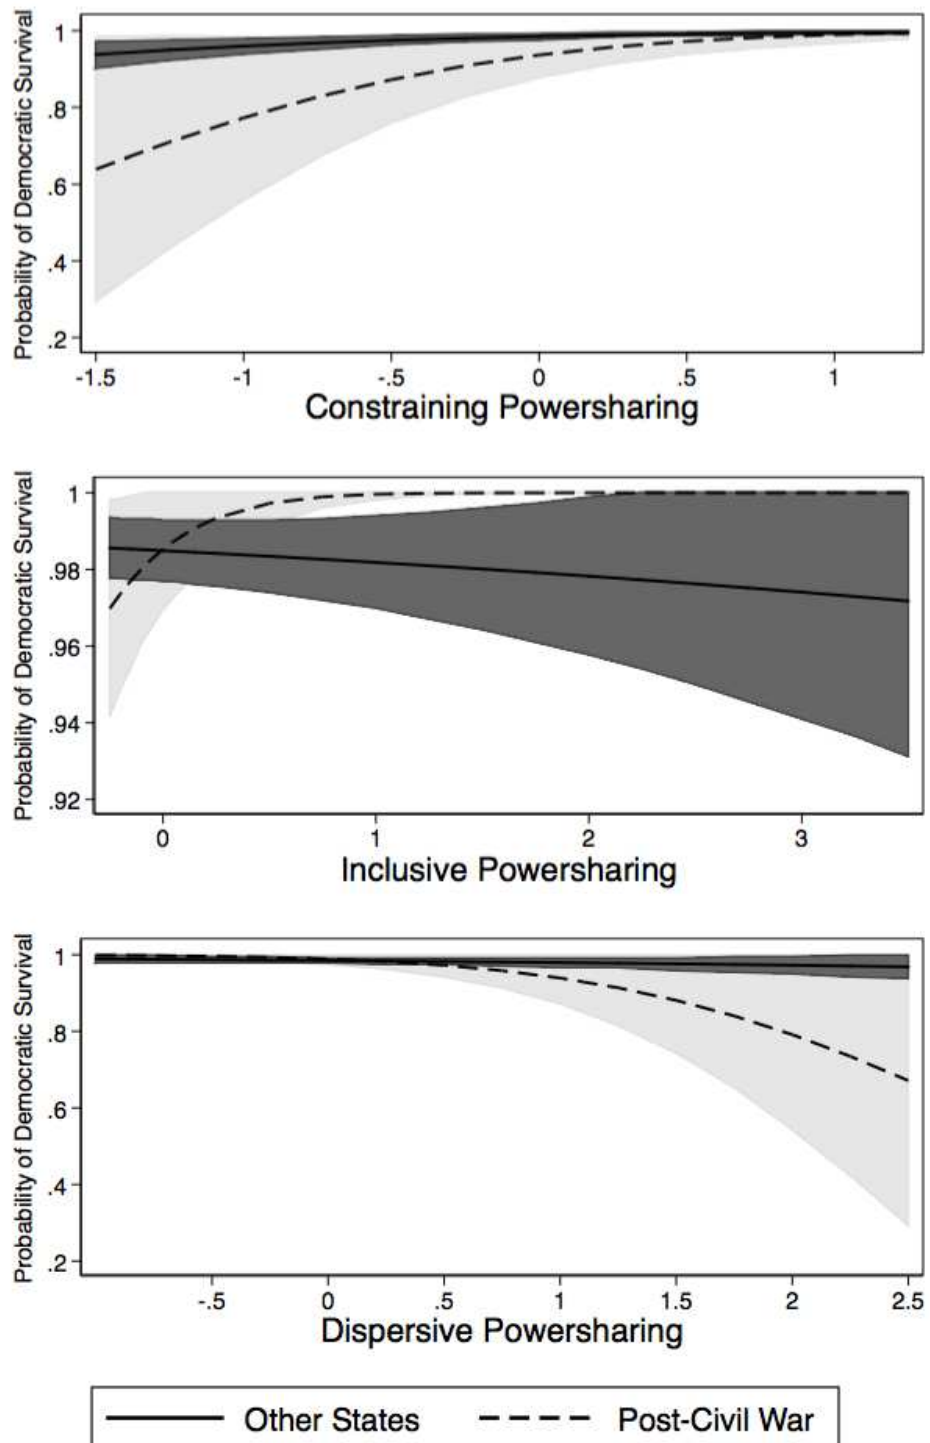 Probability of Democratic Survival
1
.8
.6
.4
.2
-1.5 -1 -.5 0 .5 1
Constraining Powersharing
Probability of Democratic Survival
1
.98
.96
.94
.92
0 1 2 3
Inclusive Powersharing
Probability of Democratic Survival
1
.8
.6
.4
.2
-.5 0 .5 1 1.5 2 2.5
Dispersive Powersharing
Other States Post-Civil War